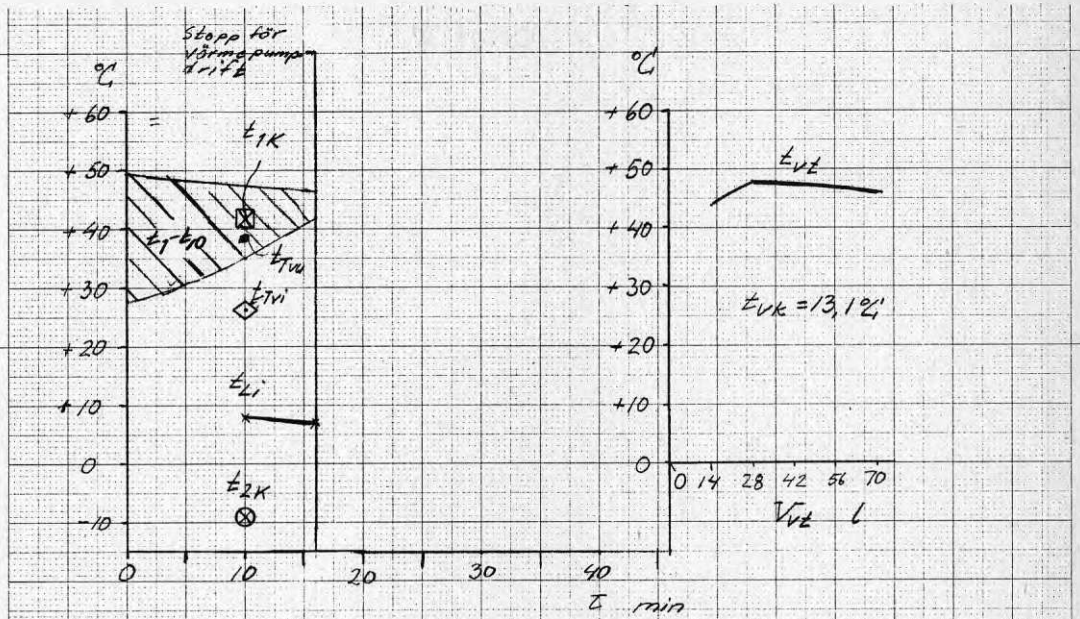 Stopp för
värmepump-
drift
°C
+60
+50
+40
+30
+20
+10
0
-10
=
t1K
t1-t10
tTvu
tTvi
tLi
t2K
0 10 20 30 40
τ min
°C
+60
+50
+40
+30
+20
+10
0
tvt
tvk = 13,1°C
0 14 28 42 56 70
Vvt l